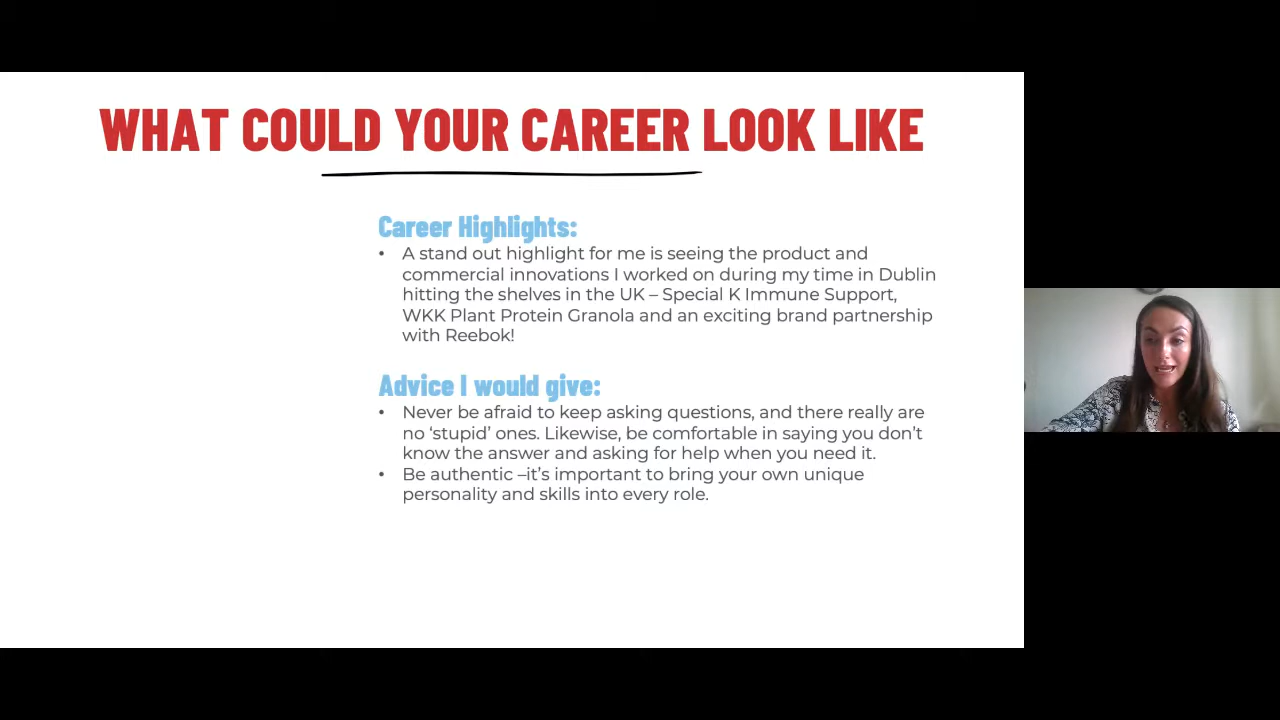 WHAT COULD YOUR CAREER LOOK LIKE
Career Highlights:
• A stand out highlight for me is seeing the product and
commercial innovations I worked on during my time in Dublin
hitting the shelves in the UK – Special K Immune Support,
WKK Plant Protein Granola and an exciting brand partnership
with Reebok!
Advice I would give:
• Never be afraid to keep asking questions, and there really are
no ‘stupid’ ones. Likewise, be comfortable in saying you don’t
know the answer and asking for help when you need it.
• Be authentic –it’s important to bring your own unique
personality and skills into every role.